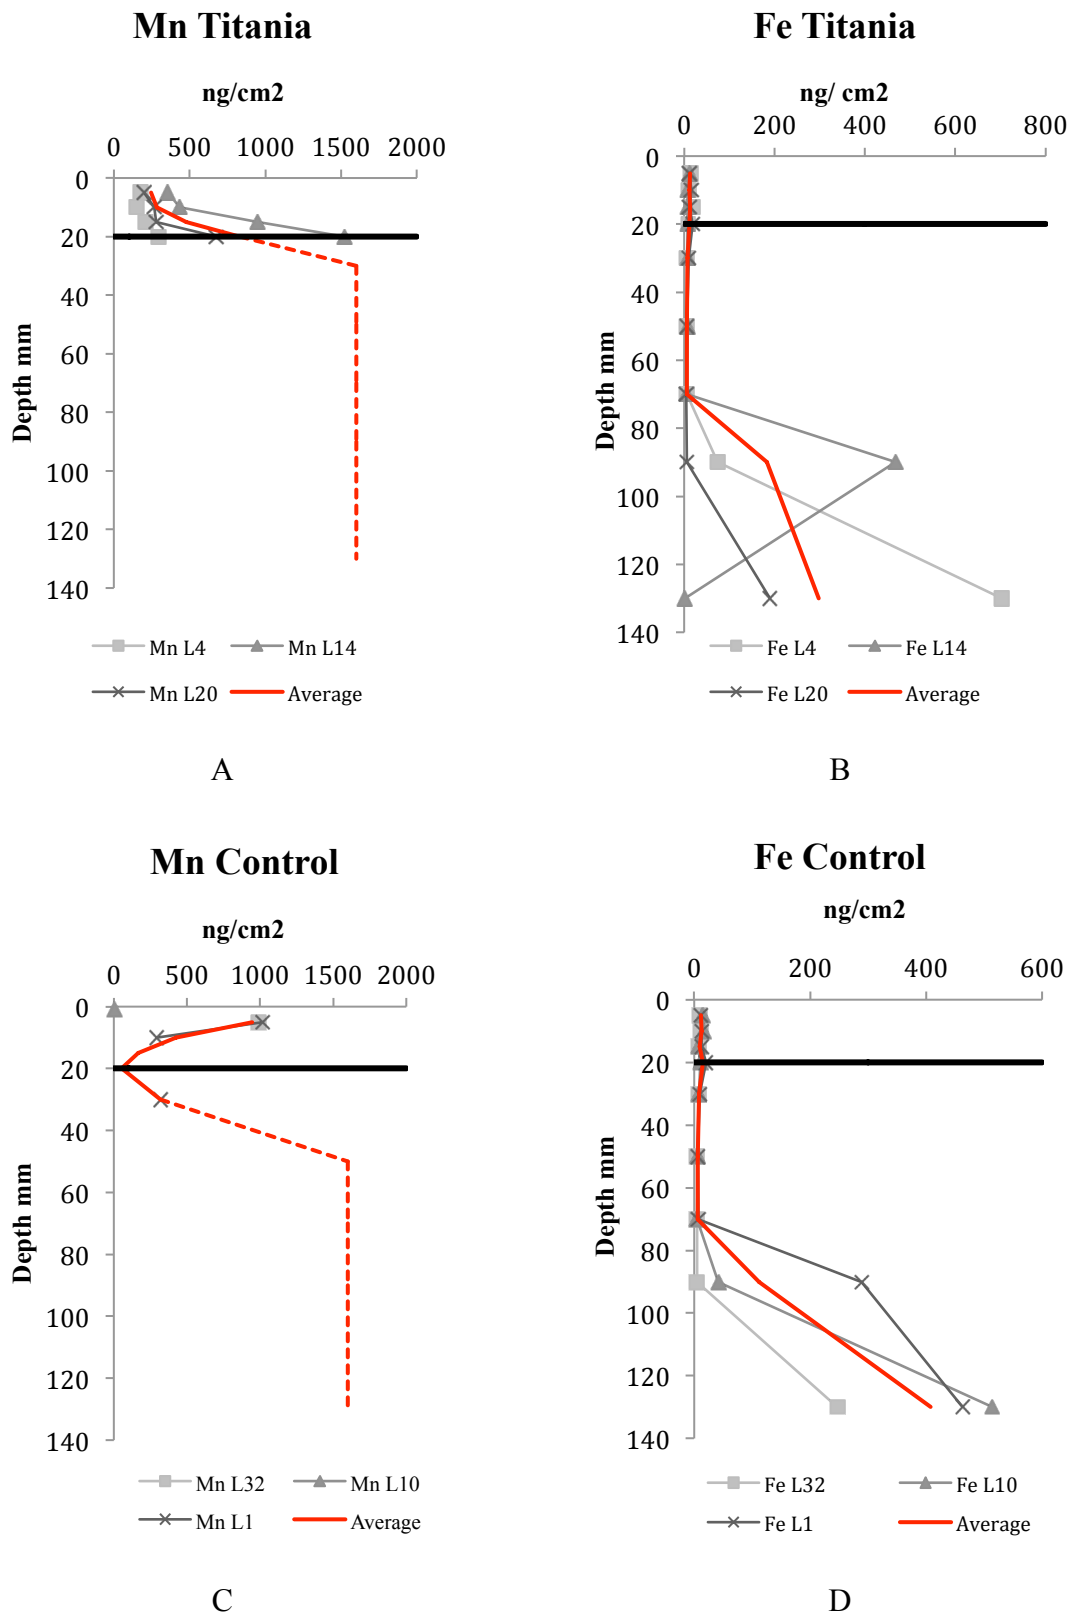 Mn Titania
ng/cm2
0 500 1000 1500 2000
0
20
40
60
80
100
120
140
Depth mm
Mn L4 Mn L14
Mn L20 Average
A
Fe Titania
ng/ cm2
0 200 400 600 800
0
20
40
60
80
100
120
140
Depth mm
Fe L4 Fe L14
Fe L20 Average
B
Mn Control
ng/cm2
0 500 1000 1500 2000
0
20
40
60
80
100
120
140
Depth mm
Mn L32 Mn L10
Mn L1 Average
C
Fe Control
ng/cm2
0 200 400 600
0
20
40
60
80
100
120
140
Depth mm
Fe L32 Fe L10
Fe L1 Average
D